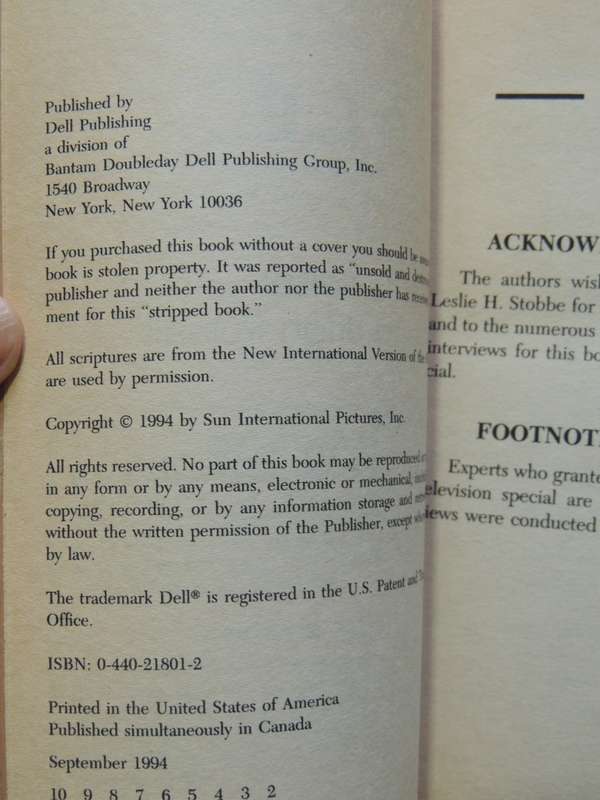 Published by
Dell Publishing
a division of
Bantam Doubleday Dell Publishing Group, Inc.
1540 Broadway
New York, New York 10036
If you purchased this book without a cover you should be
book is stolen property. It was reported as "unsold and
publisher and neither the author nor the publisher has
ment for this "stripped book."
All scriptures are from the New International Version of
are used by permission.
Copyright © 1994 by Sun International Pictures, Inc.
All rights reserved. No part of this book may be reproduced
in any form or by any means, electronic or mechanical,
copying, recording, or by any information storage and
without the written permission of the Publisher, except
by law.
The trademark Dell® is registered in the U.S. Patent and
Office.
ISBN: 0-440-21801-2
Printed in the United States of America
Published simultaneously in Canada
September 1994
10 9 8 7 6 5 4 3 2
ACKNOW
The authors wis
Leslie H. Stobbe for
and to the numerous
interviews for this bo
cial.
FOOTNOT
Experts who grante
elevision special are
iews were conducted